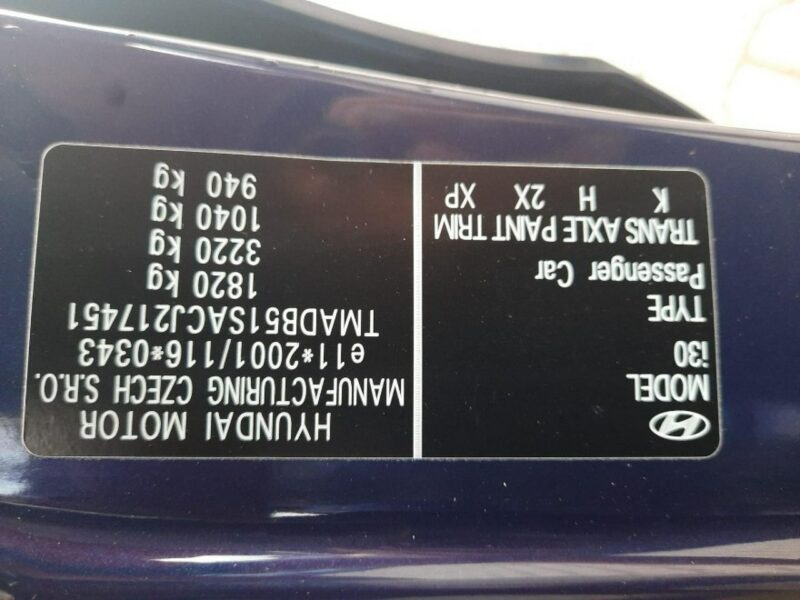 MODEL
i30
TYPE
Passenger Car
TRANS AXLE PAINT TRIM
K H 2X XP
HYUNDAI MOTOR
MANUFACTURING CZECH S.R.O.
e11*2001/116*0343
TMADB51SACJ217451
1820 kg
3220 kg
1040 kg
940 kg